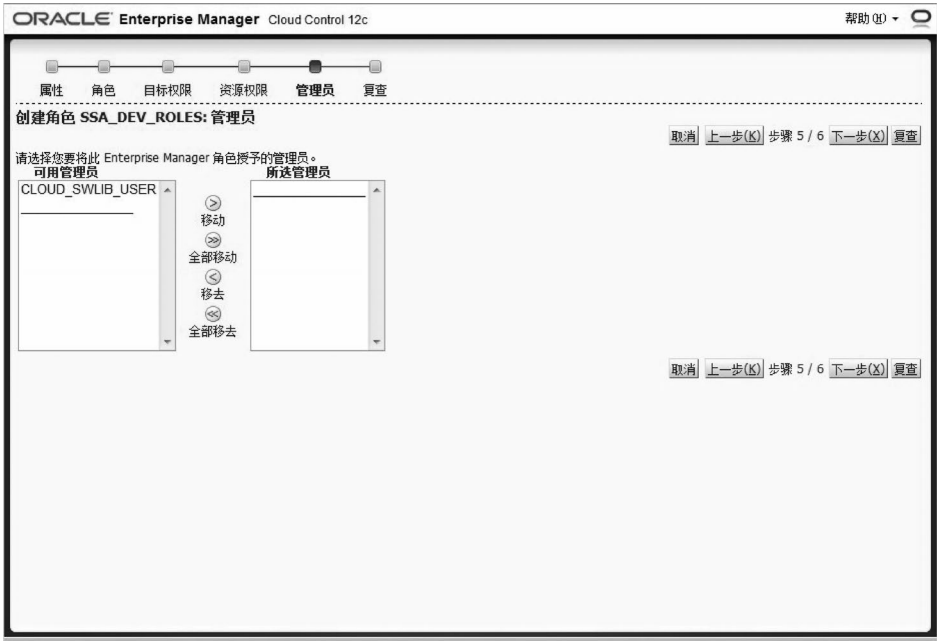 ORACLE Enterprise Manager Cloud Control 12c 帮助(H)
属性 角色 目标权限 资源权限 管理员 复查
创建角色 SSA_DEV_ROLES: 管理员
取消 上一步(K) 步骤 5 / 6 下一步(X) 复查
请选择您要将此 Enterprise Manager 角色授予的管理员。
可用管理员 所选管理员
CLOUD_SWLIB_USER
移动
全部移动
移去
全部移去
取消 上一步(K) 步骤 5 / 6 下一步(X) 复查